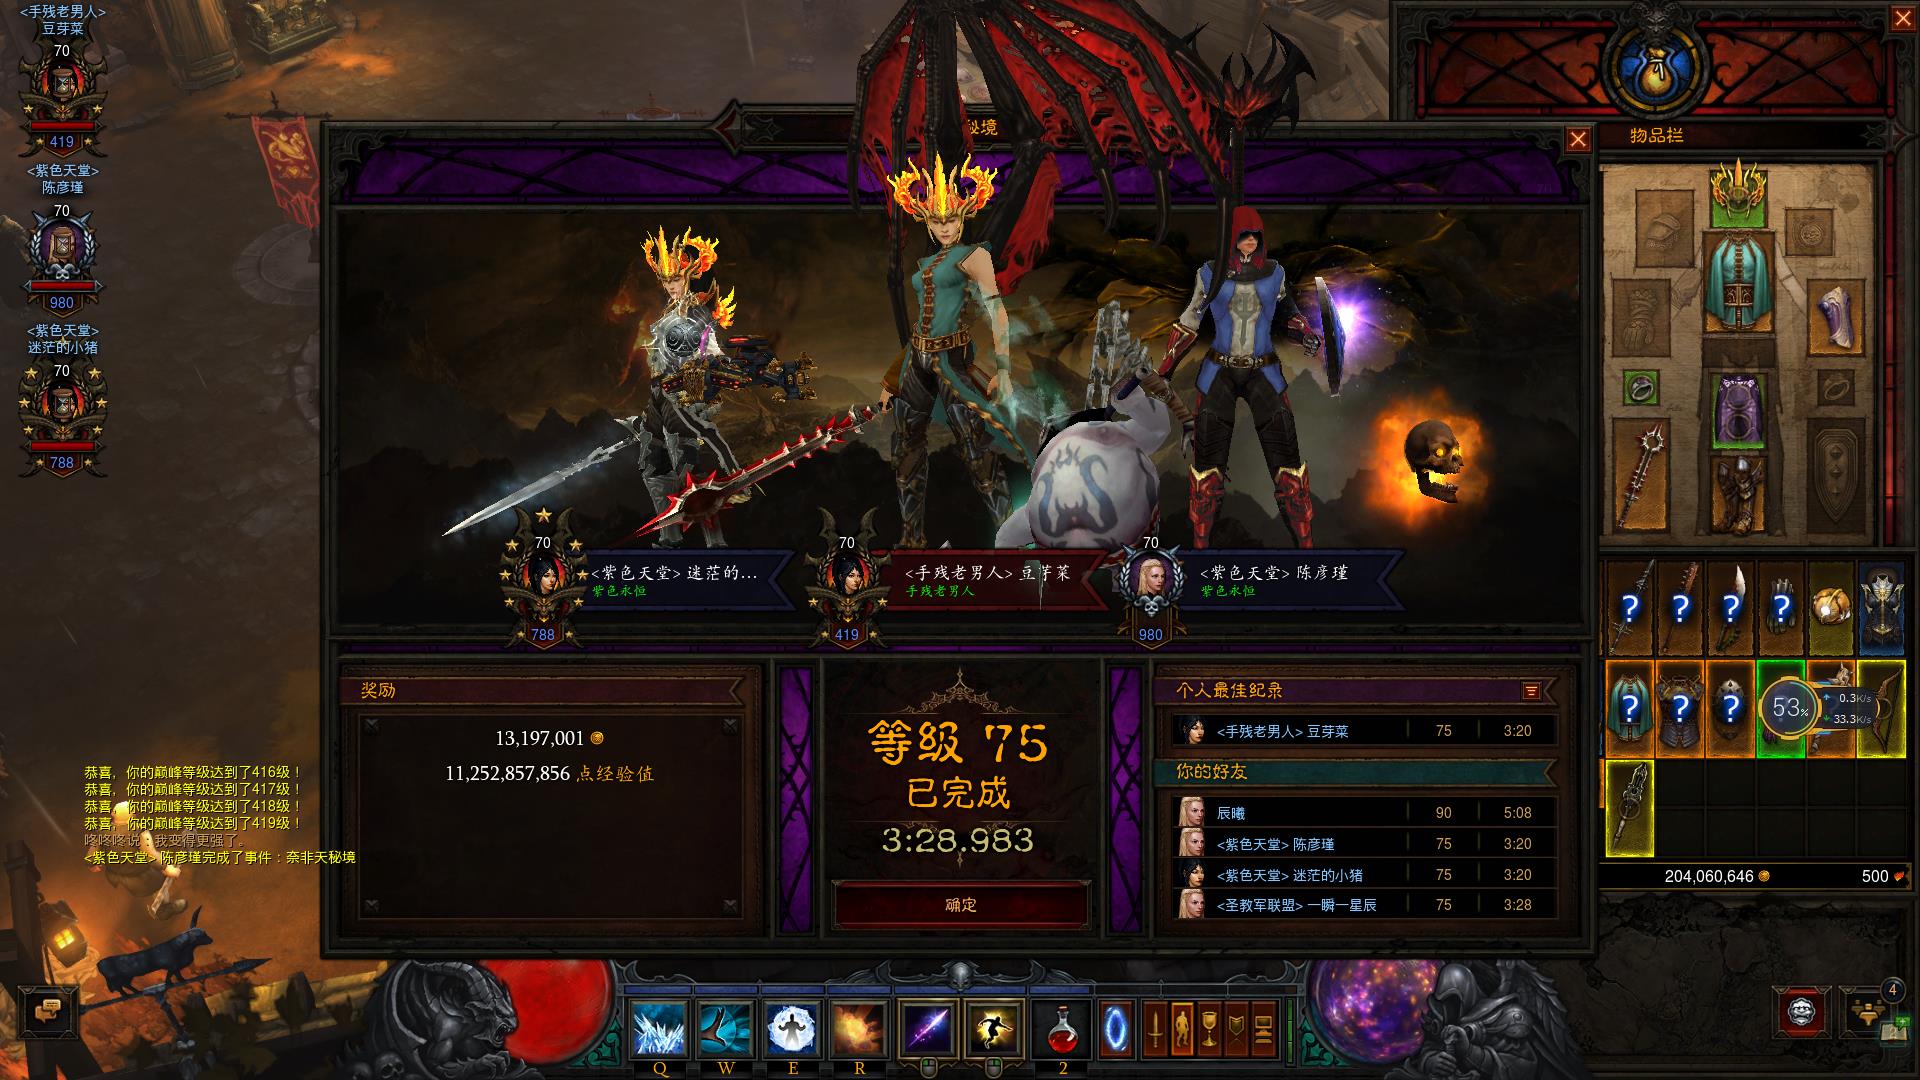 <手残老男人>
豆芽菜
70
419
<紫色天堂>
陈彦瑾
70
980
<紫色天堂>
迷茫的小猪
70
788
秘境
物品栏
70
<紫色天堂> 迷茫的...
紫色永恒
788
70
<手残老男人> 豆芽菜
手残老男人
419
70
<紫色天堂> 陈彦瑾
紫色永恒
980
奖励
13,197,001
11,252,857,856 点经验值
等级 75
已完成
3:28.983
确定
个人最佳纪录
<手残老男人> 豆芽菜 75 3:20
你的好友
辰曦 90 5:08
<紫色天堂> 陈彦瑾 75 3:20
<紫色天堂> 迷茫的小猪 75 3:20
<圣教军联盟> 一瞬一星辰 75 3:28
? ? ? ?
? ? ?
53%
0.3K/s
33.3K/s
204,060,646 500
恭喜，你的巅峰等级达到了416级！
恭喜，你的巅峰等级达到了417级！
恭喜，你的巅峰等级达到了418级！
恭喜，你的巅峰等级达到了419级！
咚咚咚说：我变得更强了。
<紫色天堂> 陈彦瑾完成了事件：奈非天秘境
Q W E R 2
4